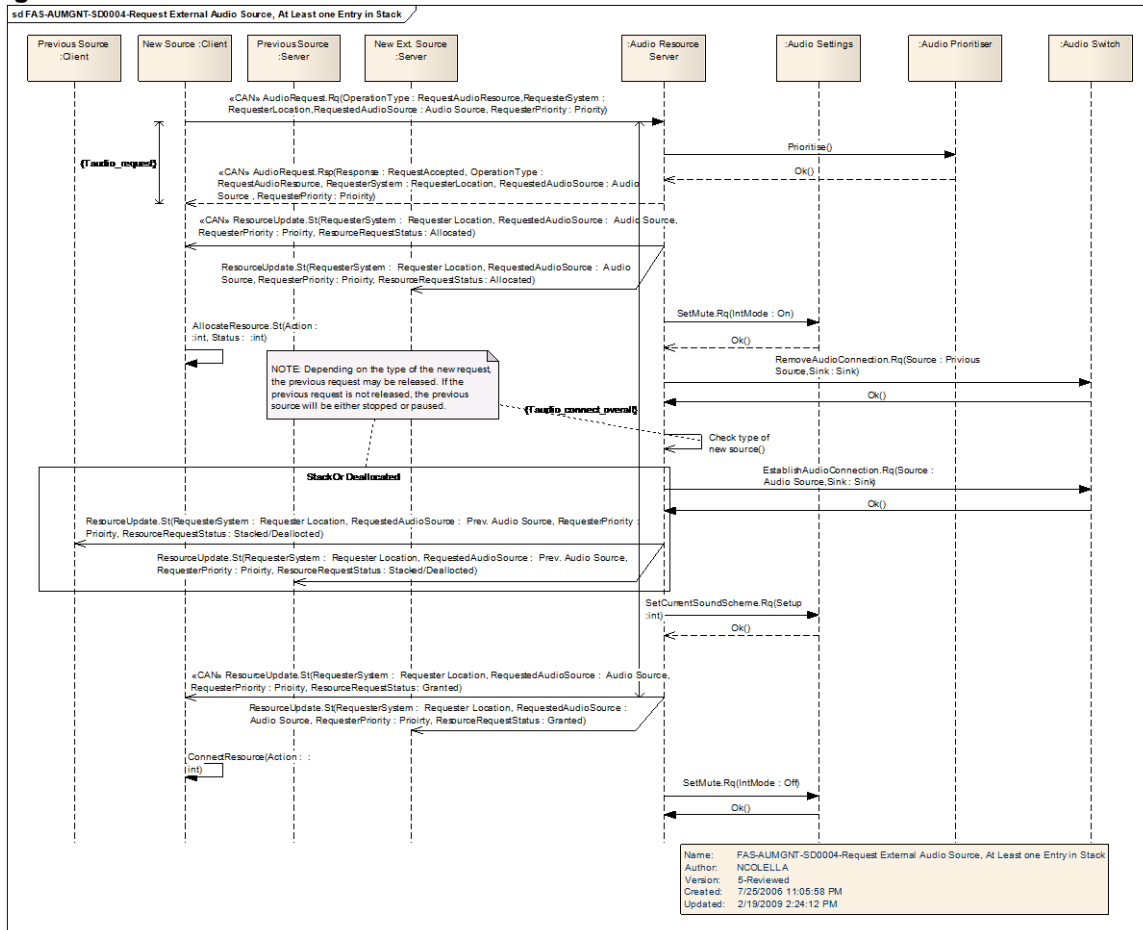 sd FAS-AUMGNT-SD0004-Request External Audio Source, At Least one Entry in Stack
Previous Source
:Client
New Source :Client
Previous Source
:Server
New Ext. Source
:Server
:Audio Resource
Server
:Audio Settings
:Audio Prioritiser
:Audio Switch
«CAN» AudioRequest.Rq(OperationType : RequestAudioResource,RequesterSystem :
RequesterLocation,RequestedAudioSource : Audio Source, RequesterPriority : Priority)
{Taudio_request}
Prioritise()
Ok()
«CAN» AudioRequest.Rsp(Response : RequestAccepted, OperationType :
RequestAudioResource, RequesterSystem : RequesterLocation, RequestedAudioSource : Audio
Source , RequesterPriority : Prioirity)
«CAN» ResourceUpdate.St(RequesterSystem : Requester Location, RequestedAudioSource : Audio Source,
RequesterPriority : Prioirty, ResourceRequestStatus : Allocated)
ResourceUpdate.St(RequesterSystem : Requester Location, RequestedAudioSource : Audio
Source, RequesterPriority : Prioirty, ResourceRequestStatus : Allocated)
SetMute.Rq(IntMode : On)
Ok()
AllocateResource.St(Action :
:int, Status : :int)
NOTE: Depending on the type of the new request,
the previous request may be released. If the
previous request is not released, the previous
source will be either stopped or paused.
RemoveAudioConnection.Rq(Source : Privious
Source,Sink : Sink)
Ok()
{Taudio_connect_overall}
Check type of
new source()
StackOr Deallocated
EstablishAudioConnection.Rq(Source :
Audio Source,Sink : Sink)
Ok()
ResourceUpdate.St(RequesterSystem : Requester Location, RequestedAudioSource : Prev. Audio Source, RequesterPriority :
Prioirty, ResourceRequestStatus : Stacked/Deallocted)
ResourceUpdate.St(RequesterSystem : Requester Location, RequestedAudioSource : Prev. Audio Source,
RequesterPriority : Prioirty, ResourceRequestStatus : Stacked/Deallocted)
SetCurrentSoundScheme.Rq(Setup
:int)
Ok()
«CAN» ResourceUpdate.St(RequesterSystem : Requester Location, RequestedAudioSource : Audio Source,
RequesterPriority : Prioirty, ResourceRequestStatus : Granted)
ResourceUpdate.St(RequesterSystem : Requester Location, RequestedAudioSource :
Audio Source, RequesterPriority : Prioirty, ResourceRequestStatus : Granted)
ConnectResource(Action : :
int)
SetMute.Rq(IntMode : Off)
Ok()
Name: FAS-AUMGNT-SD0004-Request External Audio Source, At Least one Entry in Stack
Author: NCOLELLA
Version: 5-Reviewed
Created: 7/25/2006 11:05:58 PM
Updated: 2/19/2009 2:24:12 PM